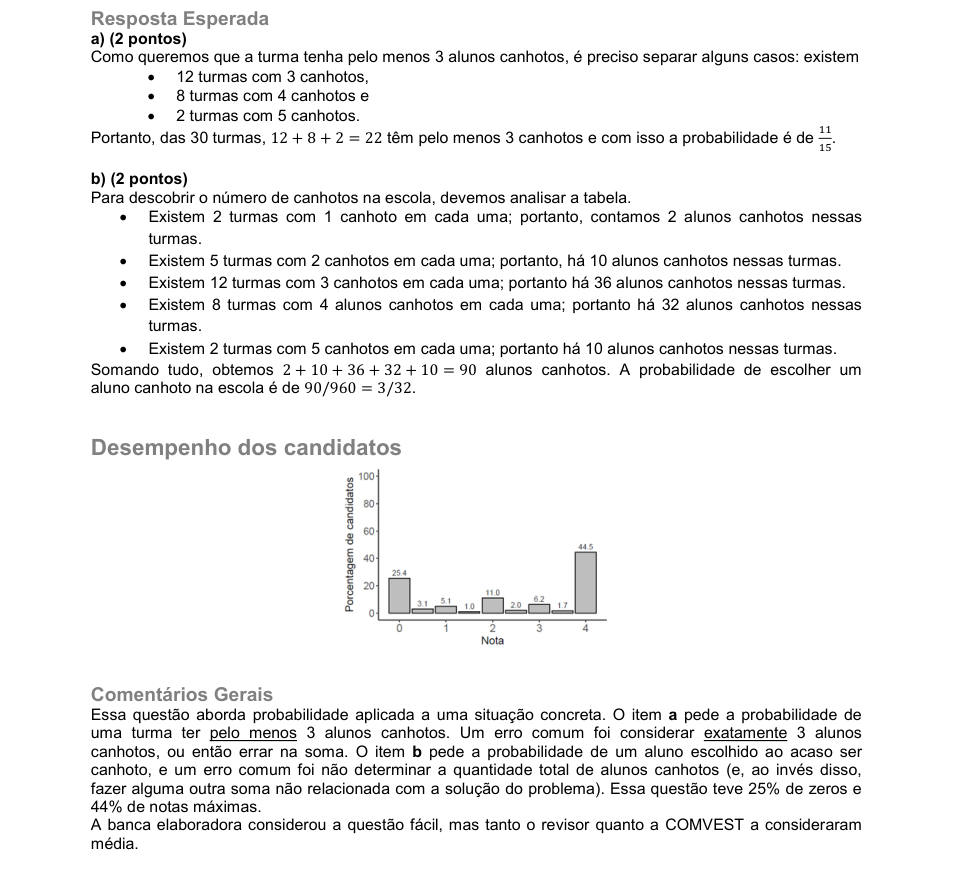 Resposta Esperada
a) (2 pontos)
Como queremos que a turma tenha pelo menos 3 alunos canhotos, é preciso separar alguns casos: existem
• 12 turmas com 3 canhotos,
• 8 turmas com 4 canhotos e
• 2 turmas com 5 canhotos.
Portanto, das 30 turmas, 12 + 8 + 2 = 22 têm pelo menos 3 canhotos e com isso a probabilidade é de 11/15.
b) (2 pontos)
Para descobrir o número de canhotos na escola, devemos analisar a tabela.
• Existem 2 turmas com 1 canhoto em cada uma; portanto, contamos 2 alunos canhotos nessas
turmas.
• Existem 5 turmas com 2 canhotos em cada uma; portanto, há 10 alunos canhotos nessas turmas.
• Existem 12 turmas com 3 canhotos em cada uma; portanto há 36 alunos canhotos nessas turmas.
• Existem 8 turmas com 4 alunos canhotos em cada uma; portanto há 32 alunos canhotos nessas
turmas.
• Existem 2 turmas com 5 canhotos em cada uma; portanto há 10 alunos canhotos nessas turmas.
Somando tudo, obtemos 2 + 10 + 36 + 32 + 10 = 90 alunos canhotos. A probabilidade de escolher um
aluno canhoto na escola é de 90/960 = 3/32.
Desempenho dos candidatos
Porcentagem de candidatos
100
80
60
40
20
0
25.4
3.1
5.1
1.0
11.0
2.0
6.2
1.7
44.5
0 1 2 3 4
Nota
Comentários Gerais
Essa questão aborda probabilidade aplicada a uma situação concreta. O item a pede a probabilidade de
uma turma ter pelo menos 3 alunos canhotos. Um erro comum foi considerar exatamente 3 alunos
canhotos, ou então errar na soma. O item b pede a probabilidade de um aluno escolhido ao acaso ser
canhoto, e um erro comum foi não determinar a quantidade total de alunos canhotos (e, ao invés disso,
fazer alguma outra soma não relacionada com a solução do problema). Essa questão teve 25% de zeros e
44% de notas máximas.
A banca elaboradora considerou a questão fácil, mas tanto o revisor quanto a COMVEST a consideraram
média.